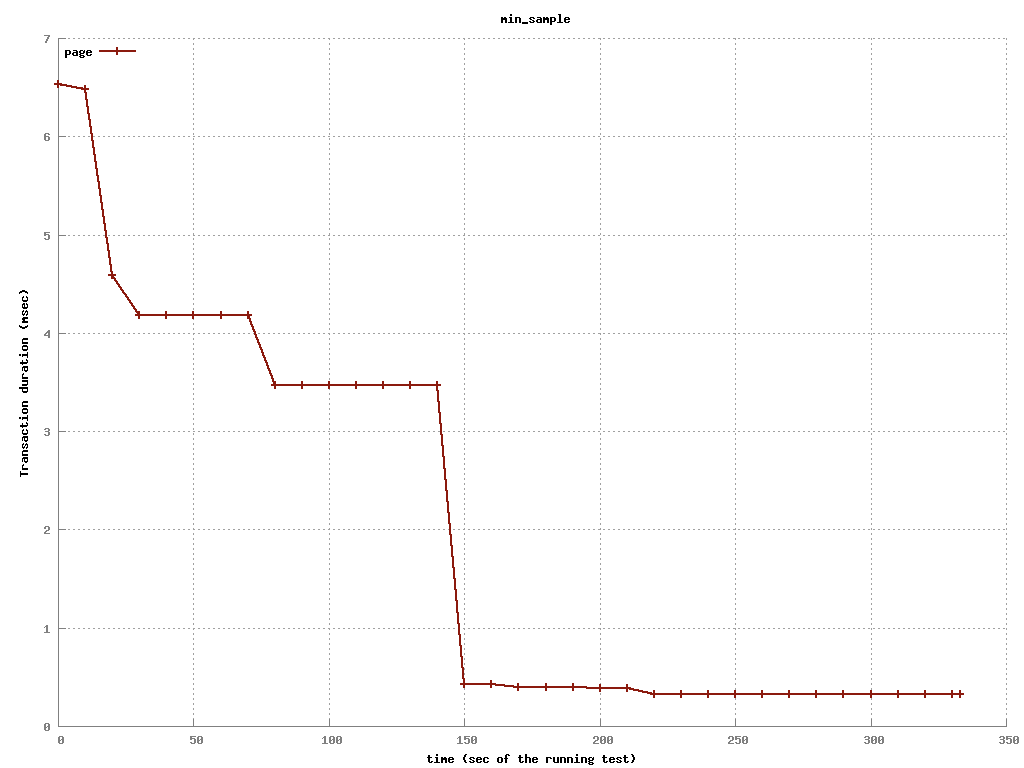 min_sample
page
7
6
5
4
3
2
1
0
Transaction duration (msec)
0 50 100 150 200 250 300 350
time (sec of the running test)